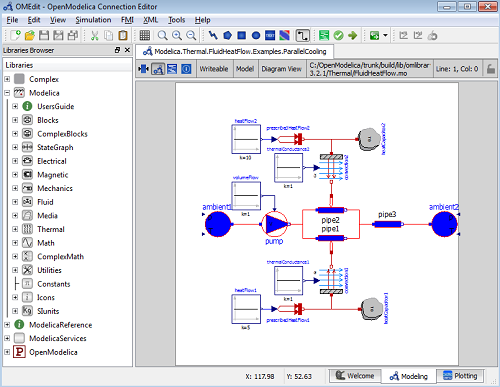 OMEdit - OpenModelica Connection Editor
File Edit View Simulation FMI XML Tools Help
Libraries Browser
Libraries
Complex
Modelica
UsersGuide
Blocks
ComplexBlocks
StateGraph
Electrical
Magnetic
Mechanics
Fluid
Media
Thermal
Math
ComplexMath
Utilities
Constants
Icons
SIunits
ModelicaReference
ModelicaServices
OpenModelica
Modelica.Thermal.FluidHeatFlow.Examples.ParallelCooling
Writeable Model Diagram View C:/OpenModelica/trunk/build/lib/omlibrary
3.2.1/Thermal/FluidHeatFlow.mo
Line: 1, Col: 0
heatFlow2
k=10
prescribedHeatFlow2
heatCapacitor2
thermalConductance2
k=1
convection2
volumeFlow
k=1
ambient1
pump
pipe2
pipe1
pipe3
ambient2
thermalConductance1
k=1
convection1
heatFlow1
k=5
prescribedHeatFlow1
heatCapacitor1
X: 117.98 Y: 52.63 Welcome Modeling Plotting